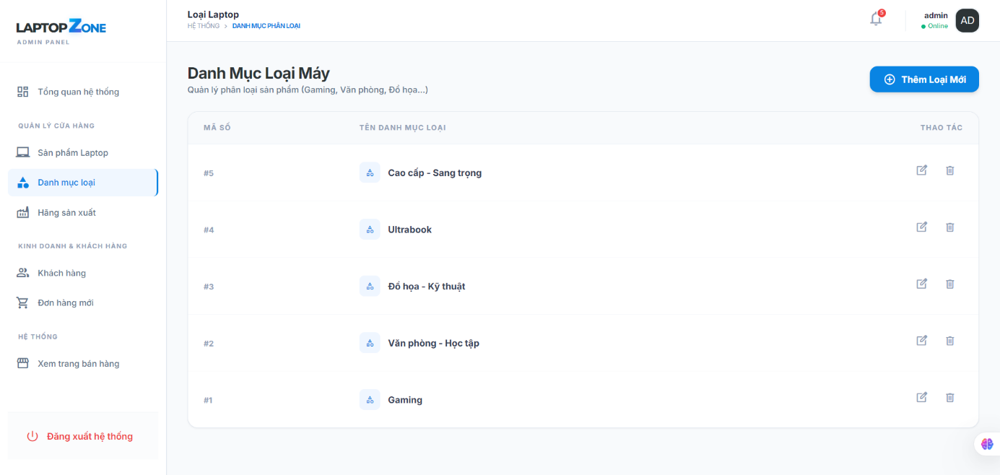 LAPTOPZONE
ADMIN PANEL
Tổng quan hệ thống
QUẢN LÝ CỬA HÀNG
Sản phẩm Laptop
Danh mục loại
Hãng sản xuất
KINH DOANH & KHÁCH HÀNG
Khách hàng
Đơn hàng mới
HỆ THỐNG
Xem trang bán hàng
Đăng xuất hệ thống
Loại Laptop
HỆ THỐNG > DANH MỤC PHÂN LOẠI
5
admin
Online
AD
Danh Mục Loại Máy
Quản lý phân loại sản phẩm (Gaming, Văn phòng, Đồ họa...)
Thêm Loại Mới
MÃ SỐ TÊN DANH MỤC LOẠI THAO TÁC
#5 Cao cấp - Sang trọng
#4 Ultrabook
#3 Đồ họa - Kỹ thuật
#2 Văn phòng - Học tập
#1 Gaming